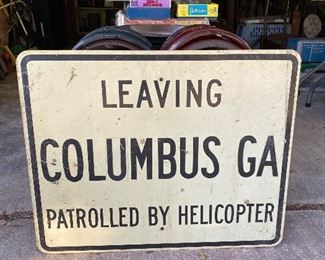 LEAVING
COLUMBUS GA
PATROLLED BY HELICOPTER